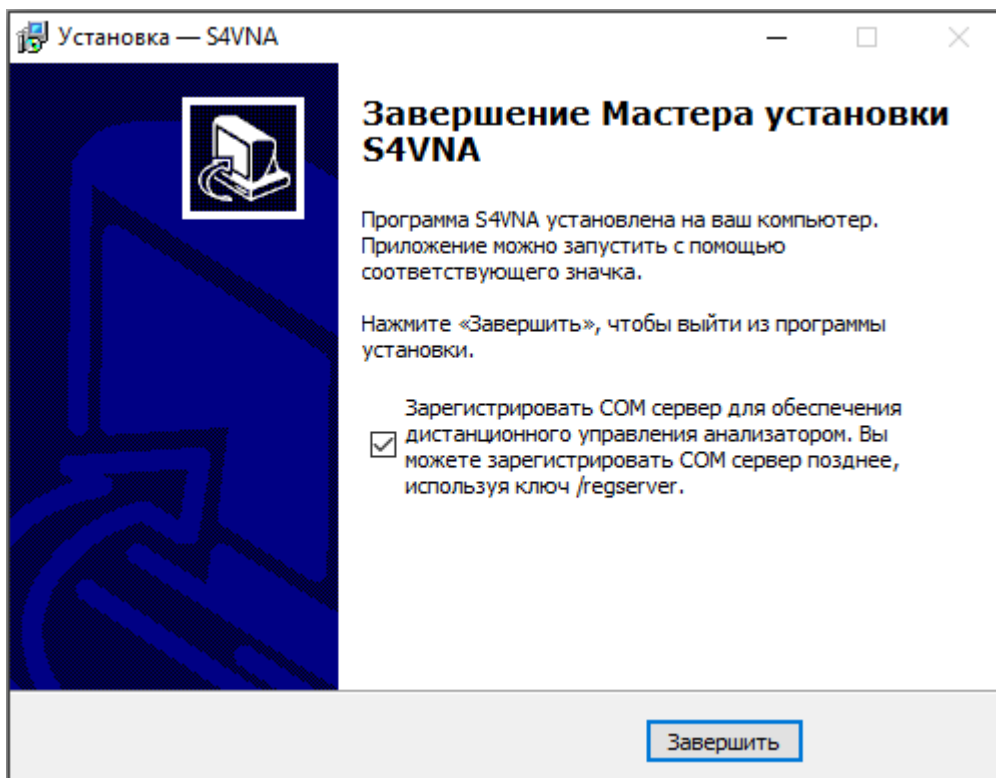 Установка — S4VNA
Завершение Мастера установки
S4VNA
Программа S4VNA установлена на ваш компьютер.
Приложение можно запустить с помощью
соответствующего значка.
Нажмите «Завершить», чтобы выйти из программы
установки.
Зарегистрировать COM сервер для обеспечения
дистанционного управления анализатором. Вы
можете зарегистрировать COM сервер позднее,
используя ключ /regserver.
Завершить